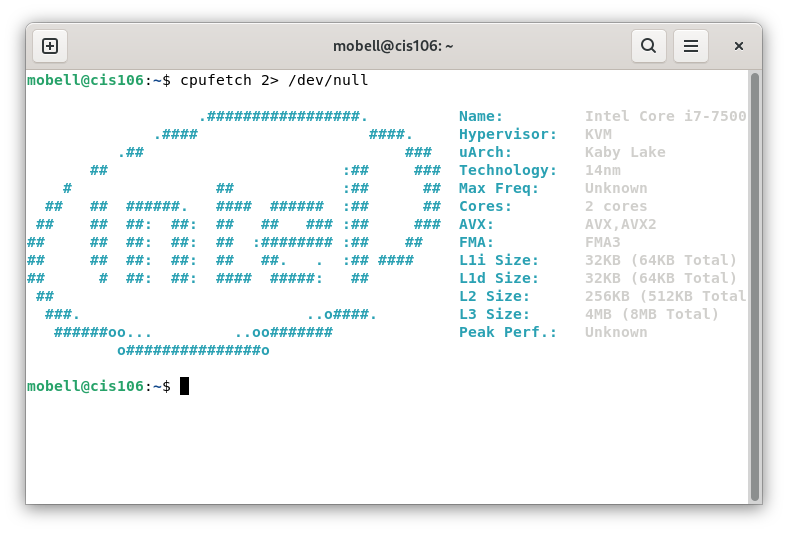 mobell@cis106: ~
mobell@cis106:~$ cpufetch 2> /dev/null
                   .#################.          Name:         Intel Core i7-7500
              .####                   ####.     Hypervisor:   KVM
          .##                             ###   uArch:        Kaby Lake
       ##                          :##     ###  Technology:   14nm
    #                ##            :##      ##  Max Freq:     Unknown
  ##   ##  ######.   ####  ######  :##      ##  Cores:        2 cores
 ##    ##  ##:  ##:  ##   ##   ### :##     ###  AVX:          AVX,AVX2
##     ##  ##:  ##:  ##  :######## :##    ##    FMA:          FMA3
##     ##  ##:  ##:  ##   ##.   .  :## ####     L1i Size:     32KB (64KB Total)
##      #  ##:  ##:  ####  #####:   ##          L1d Size:     32KB (64KB Total)
 ##                                             L2 Size:      256KB (512KB Total
  ###.                         ..o####.         L3 Size:      4MB (8MB Total)
   ######oo...         ..oo#######              Peak Perf.:   Unknown
          o###############o
mobell@cis106:~$